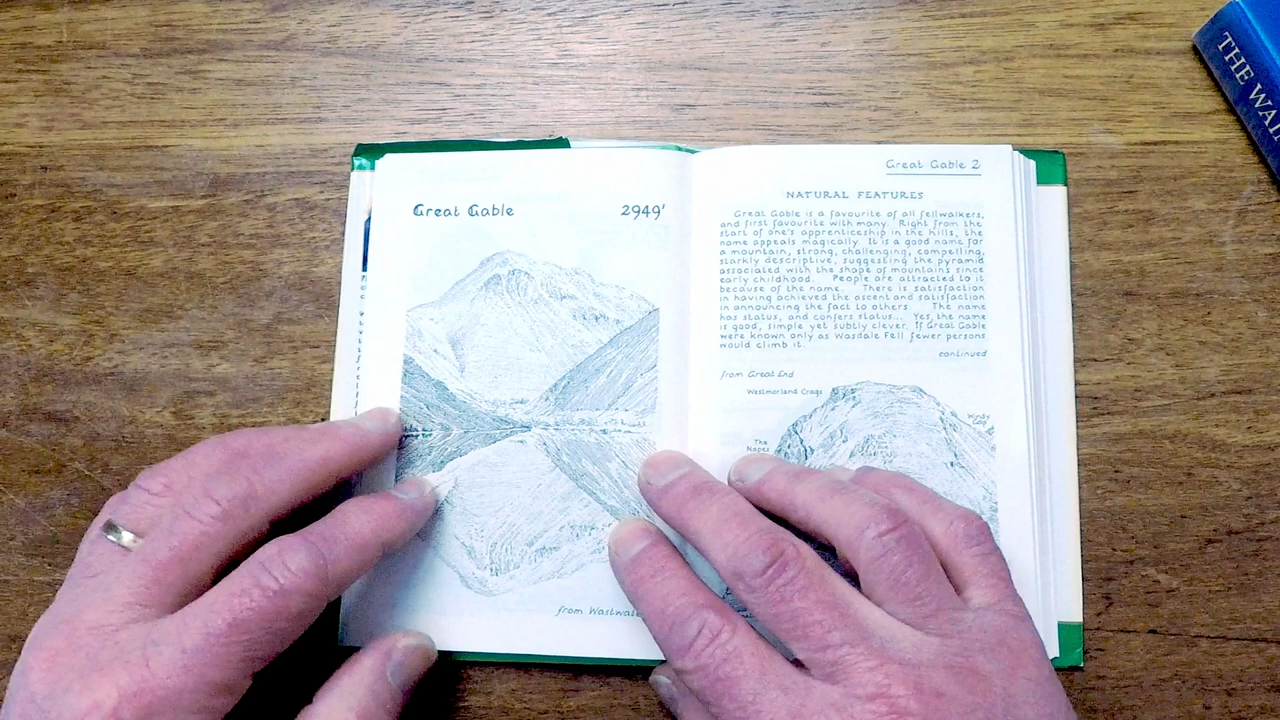 THE WAI
Great Gable 2949'
from Wastwate
Great Gable 2
NATURAL FEATURES
Great Gable is a favourite of all fellwalkers,
and first favourite with many. Right from the
start of one's apprenticeship in the hills, the
name appeals magically. It is a good name for
a mountain, strong, challenging, compelling,
starkly descriptive, suggesting the pyramid
associated with the shape of mountains since
early childhood. People are attracted to it
because of the name. There is satisfaction
in having achieved the ascent and satisfaction
in announcing the fact to others. The name
has status, and confers status... Yes, the name
is good, simple yet subtly clever. If Great Gable
were known only as Wasdale Fell fewer persons
would climb it.
continued
from Great End
Westmorland Crags
Windy
Gap
The
Napes